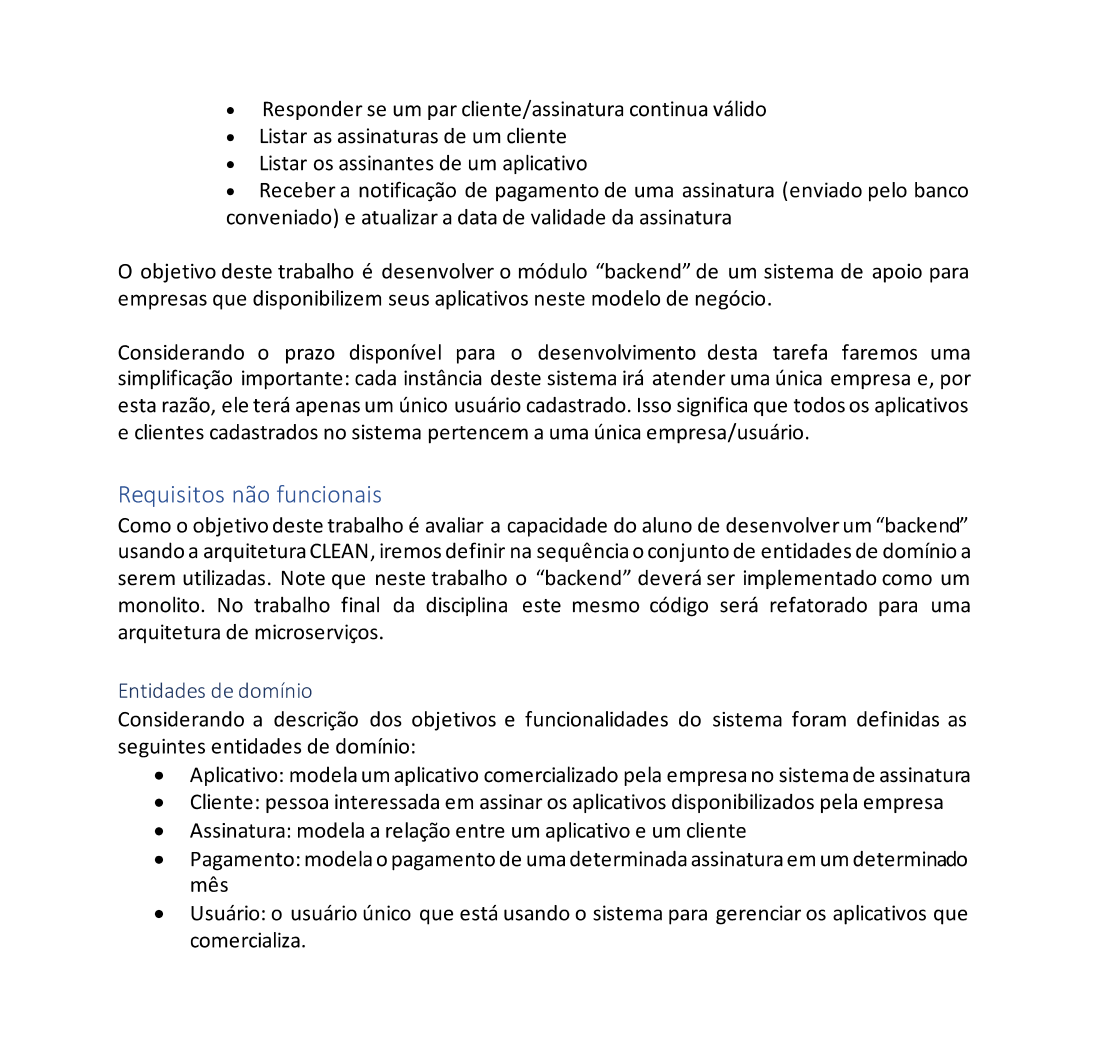 • Responder se um par cliente/assinatura continua válido
• Listar as assinaturas de um cliente
• Listar os assinantes de um aplicativo
• Receber a notificação de pagamento de uma assinatura (enviado pelo banco
conveniado) e atualizar a data de validade da assinatura
O objetivo deste trabalho é desenvolver o módulo “backend” de um sistema de apoio para
empresas que disponibilizem seus aplicativos neste modelo de negócio.
Considerando o prazo disponível para o desenvolvimento desta tarefa faremos uma
simplificação importante: cada instância deste sistema irá atender uma única empresa e, por
esta razão, ele terá apenas um único usuário cadastrado. Isso significa que todos os aplicativos
e clientes cadastrados no sistema pertencem a uma única empresa/usuário.
Requisitos não funcionais
Como o objetivo deste trabalho é avaliar a capacidade do aluno de desenvolver um “backend”
usando a arquitetura CLEAN, iremos definir na sequência o conjunto de entidades de domínio a
serem utilizadas. Note que neste trabalho o “backend” deverá ser implementado como um
monolito. No trabalho final da disciplina este mesmo código será refatorado para uma
arquitetura de microserviços.
Entidades de domínio
Considerando a descrição dos objetivos e funcionalidades do sistema foram definidas as
seguintes entidades de domínio:
• Aplicativo: modela um aplicativo comercializado pela empresa no sistema de assinatura
• Cliente: pessoa interessada em assinar os aplicativos disponibilizados pela empresa
• Assinatura: modela a relação entre um aplicativo e um cliente
• Pagamento: modela o pagamento de uma determinada assinatura em um determinado
mês
• Usuário: o usuário único que está usando o sistema para gerenciar os aplicativos que
comercializa.